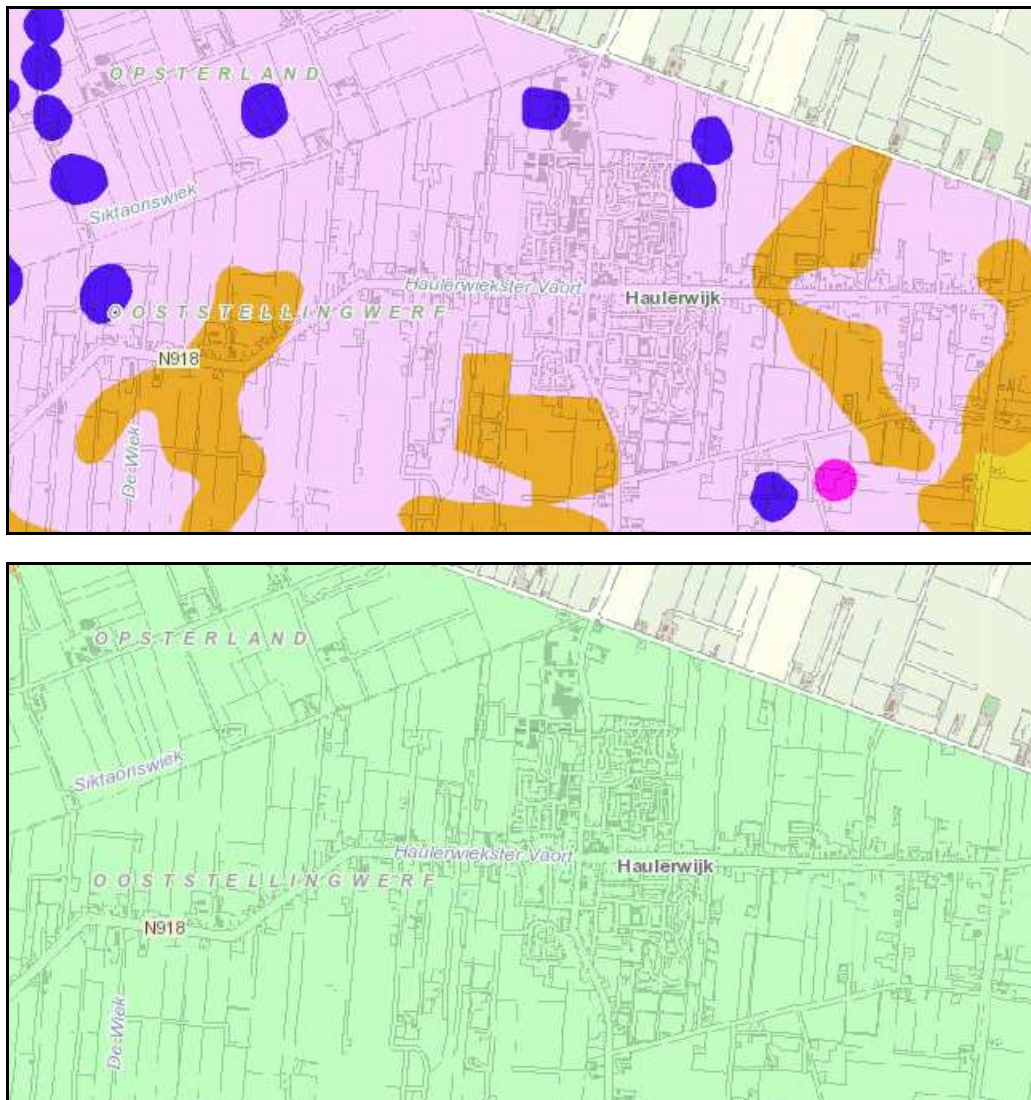 OPSTERLAND
Siktaonswiek
Haulerwiekster Vaort
Haulerwijk
OOSTSTELLINGWERF
N918
De Wiek
OPSTERLAND
Siktaonswiek
Haulerwiekster Vaort
Haulerwijk
OOSTSTELLINGWERF
N918
De Wiek